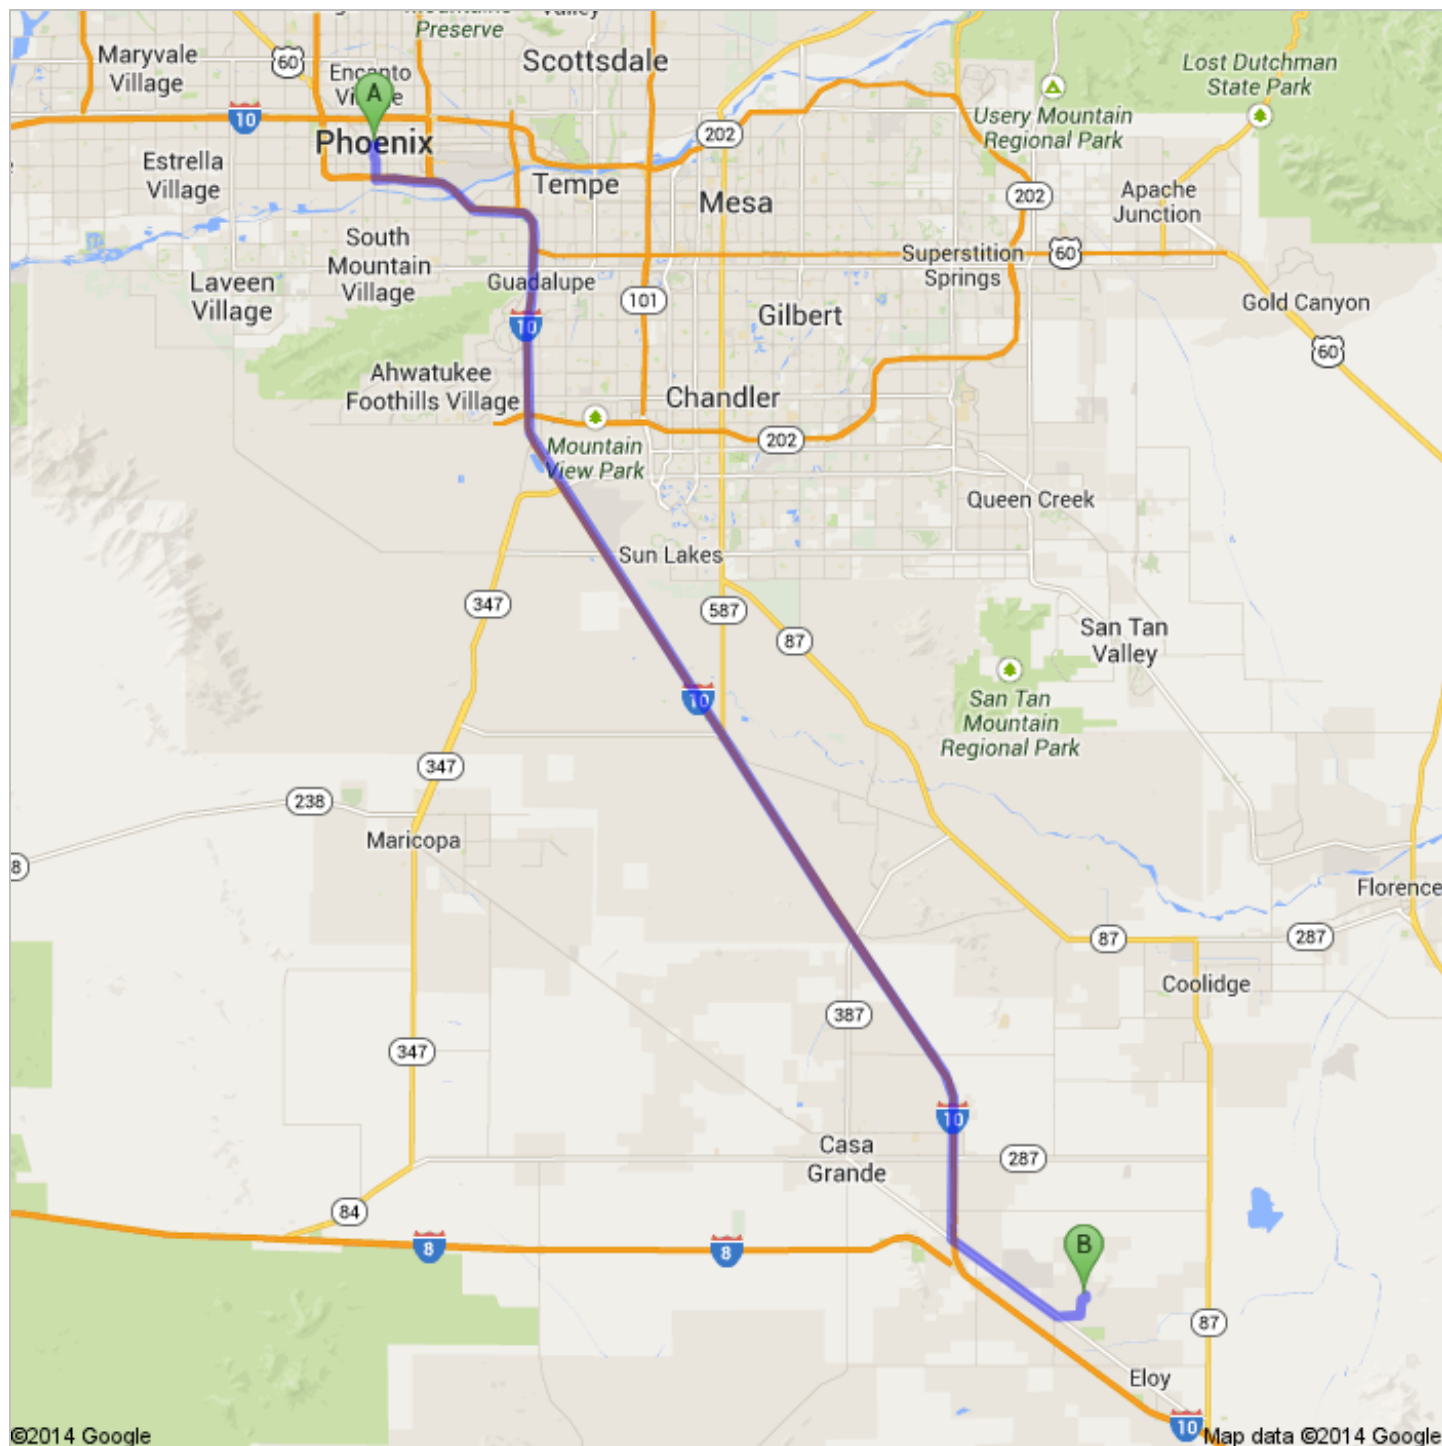 Preserve
Valley
Maryvale
Village
60
Encanto
Village
A
Scottsdale
Lost Dutchman
State Park
10
Phoenix
202
Usery Mountain
Regional Park
Estrella
Village
Tempe
Mesa
202
Apache
Junction
South
Mountain
Village
Laveen
Village
Guadalupe
101
Superstition
Springs
60
Gold Canyon
10
Gilbert
60
Ahwatukee
Foothills Village
Chandler
202
Mountain
View Park
Queen Creek
Sun Lakes
347
587
87
San Tan
Valley
San Tan
Mountain
Regional Park
10
347
238
Maricopa
8
Florence
87
287
Coolidge
387
347
10
Casa
Grande
287
84
8
8
B
87
Eloy
10
©2014 Google
Map data ©2014 Google